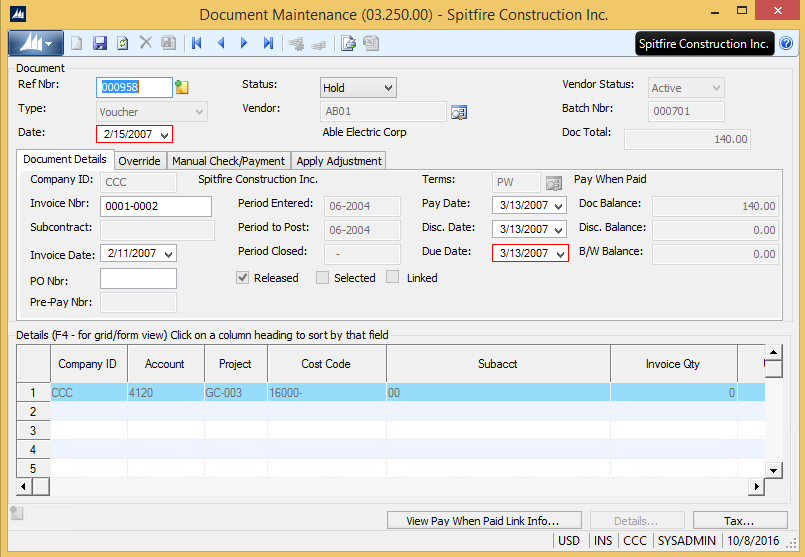 Document Maintenance (03.250.00) - Spitfire Construction Inc.
Spitfire Construction Inc.
Document
Ref Nbr: 000958 Status: Hold Vendor Status: Active
Type: Voucher Vendor: AB01 Batch Nbr: 000701
Date: 2/15/2007 Able Electric Corp Doc Total: 140.00
Document Details Override Manual Check/Payment Apply Adjustment
Company ID: CCC Spitfire Construction Inc. Terms: PW Pay When Paid
Invoice Nbr: 0001-0002 Period Entered: 06-2004 Pay Date: 3/13/2007 Doc Balance: 140.00
Subcontract: Period to Post: 06-2004 Disc. Date: 3/13/2007 Disc. Balance: 0.00
Invoice Date: 2/11/2007 Period Closed: - Due Date: 3/13/2007 B/W Balance: 0.00
PO Nbr: Released Selected Linked
Pre-Pay Nbr:
Details (F4 - for grid/form view) Click on a column heading to sort by that field
Company ID Account Project Cost Code Subacct Invoice Qty
1 CCC 4120 GC-003 16000- 00 0
2
3
4
5
View Pay When Paid Link Info... Details... Tax...
USD INS CCC SYSADMIN 10/8/2016